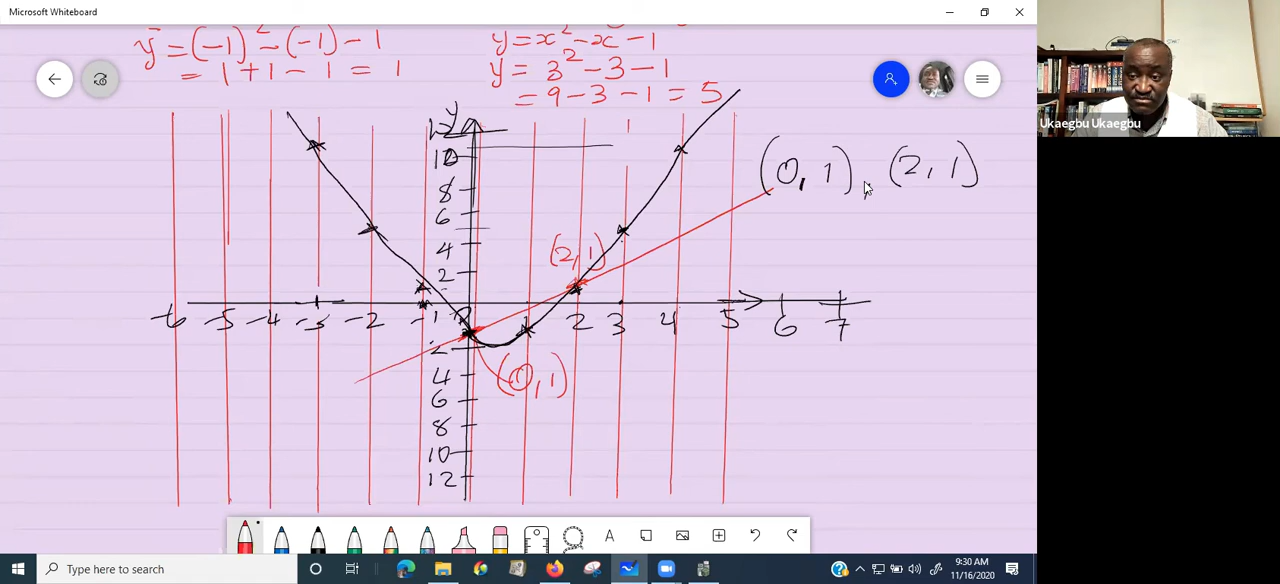 Microsoft Whiteboard
y = (-1)² - (-1) - 1
= 1 + 1 - 1 = 1
y = x² - x - 1
y = 3² - 3 - 1
= 9 - 3 - 1 = 5
Ukaegbu Ukaegbu
y
10
8
6
4
2
(0, 1), (2, 1)
(2, 1)
-6 -5 -4 -3 -2 -1 1 2 3 4 5 6 7
2
4
6
8
10
12
(0, 1)
A
Type here to search
9:30 AM
11/16/2020